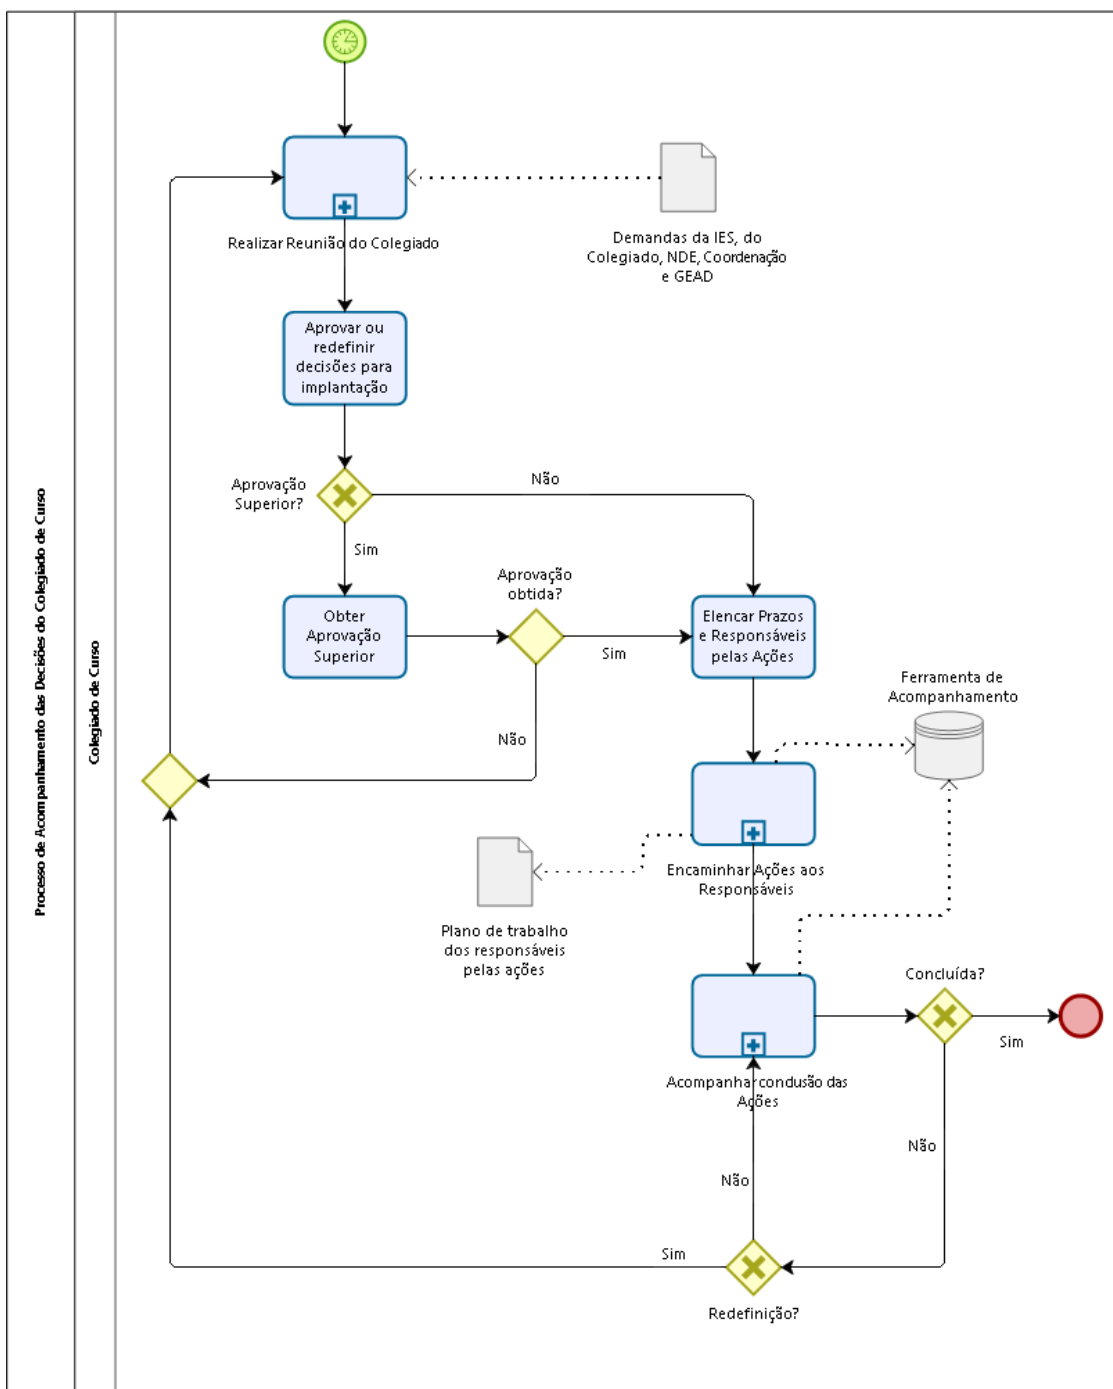 Processo de Acompanhamento das Decisões do Colegiado de Curso
Colegiado de Curso
Realizar Reunião do Colegiado
Demandas da IES, do
Colegiado, NDE, Coordenação
e GEAD
Aprovar ou
redefinir
decisões para
implantação
Aprovação
Superior?
Não
Sim
Obter
Aprovação
Superior
Aprovação
obtida?
Sim
Não
Elencar Prazos
e Responsáveis
pelas Ações
Ferramenta de
Acompanhamento
Encaminhar Ações aos
Responsáveis
Plano de trabalho
dos responsáveis
pelas ações
Acompanhar conclusão das
Ações
Concluída?
Sim
Não
Não
Sim
Redefinição?